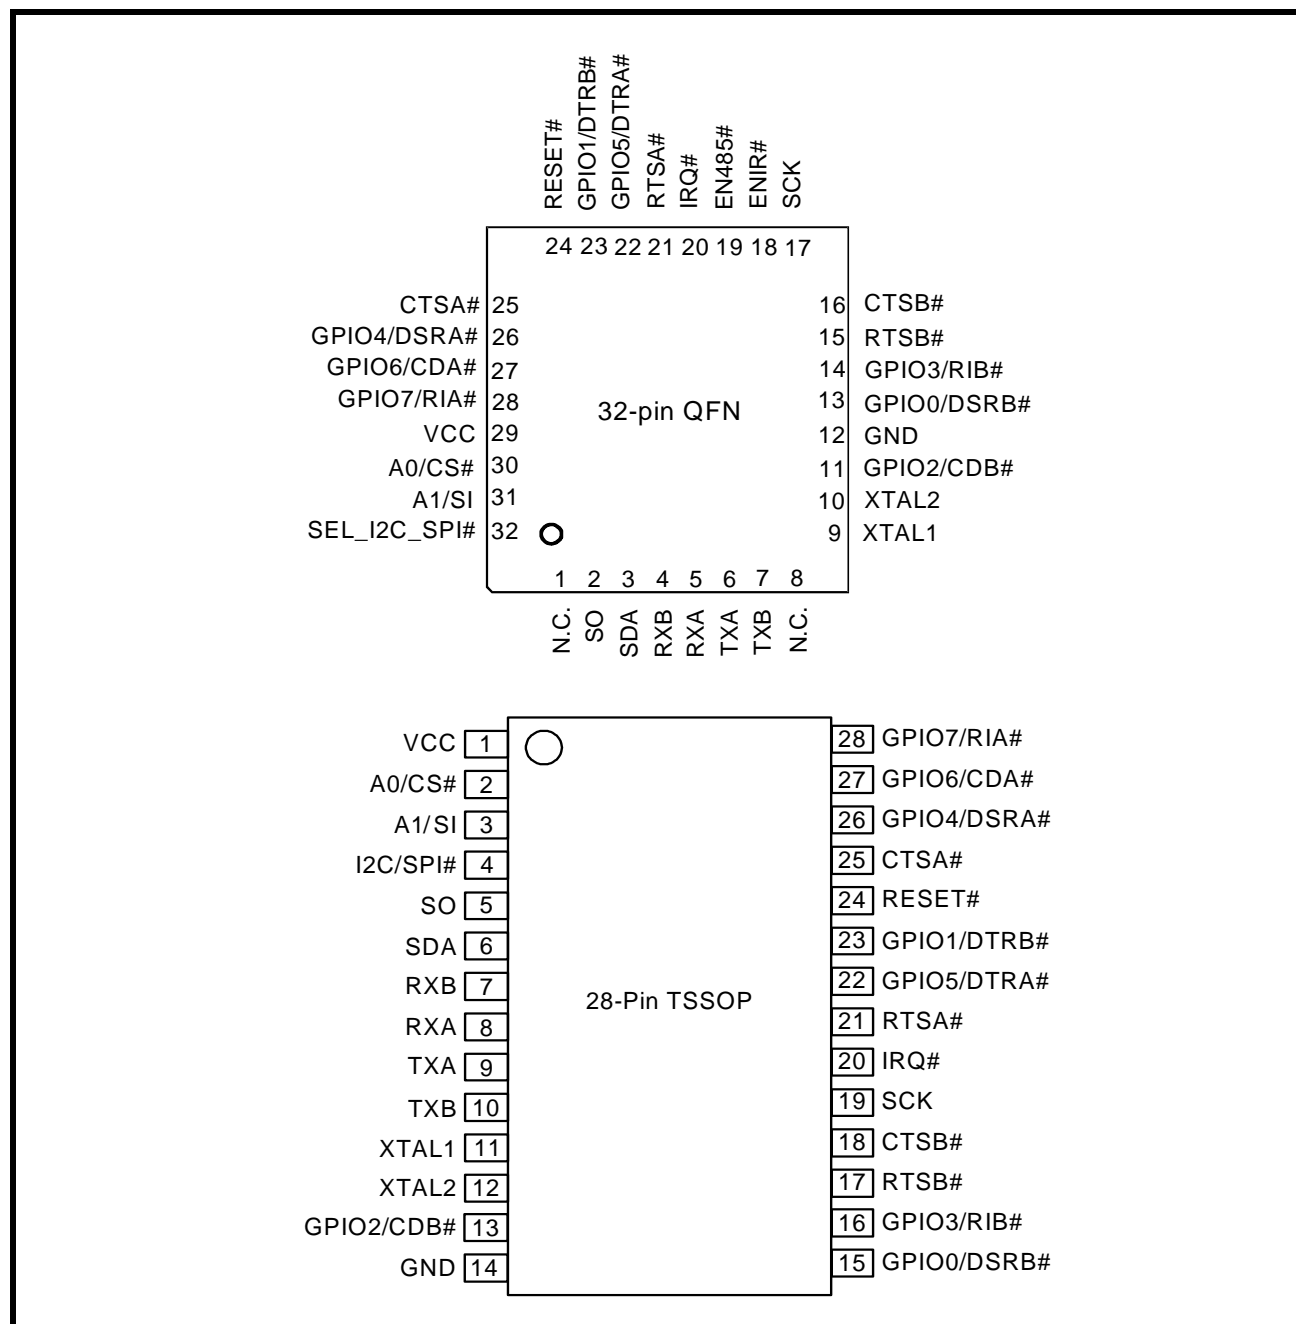 RESET#
GPIO1/DTRB#
GPIO5/DTRA#
RTSA#
IRQ#
EN485#
ENIR#
SCK
24 23 22 21 20 19 18 17
CTSA# 25
GPIO4/DSRA# 26
GPIO6/CDA# 27
GPIO7/RIA# 28
VCC 29
A0/CS# 30
A1/SI 31
SEL_I2C_SPI# 32
32-pin QFN
16 CTSB#
15 RTSB#
14 GPIO3/RIB#
13 GPIO0/DSRB#
12 GND
11 GPIO2/CDB#
10 XTAL2
9 XTAL1
1 2 3 4 5 6 7 8
N.C.
SO
SDA
RXB
RXA
TXA
TXB
N.C.
VCC 1
A0/CS# 2
A1/SI 3
I2C/SPI# 4
SO 5
SDA 6
RXB 7
RXA 8
TXA 9
TXB 10
XTAL1 11
XTAL2 12
GPIO2/CDB# 13
GND 14
28-Pin TSSOP
28 GPIO7/RIA#
27 GPIO6/CDA#
26 GPIO4/DSRA#
25 CTSA#
24 RESET#
23 GPIO1/DTRB#
22 GPIO5/DTRA#
21 RTSA#
20 IRQ#
19 SCK
18 CTSB#
17 RTSB#
16 GPIO3/RIB#
15 GPIO0/DSRB#